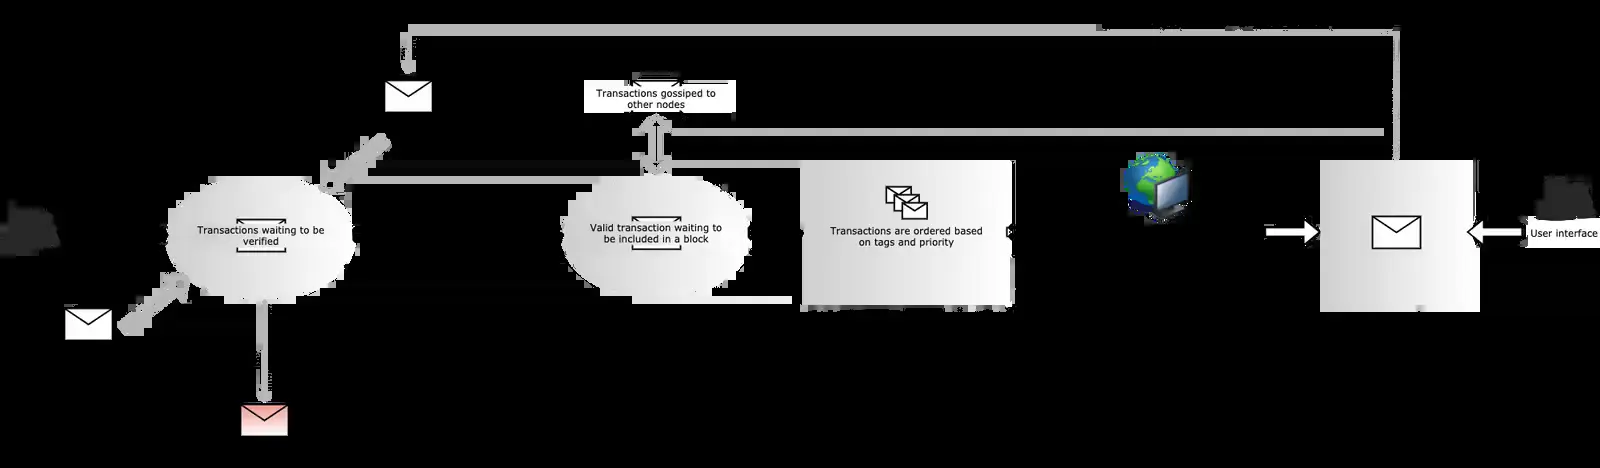 Transactions gossiped to
other nodes
Transactions waiting to be
verified
Valid transaction waiting to
be included in a block
Transactions are ordered based
on tags and priority
User interface